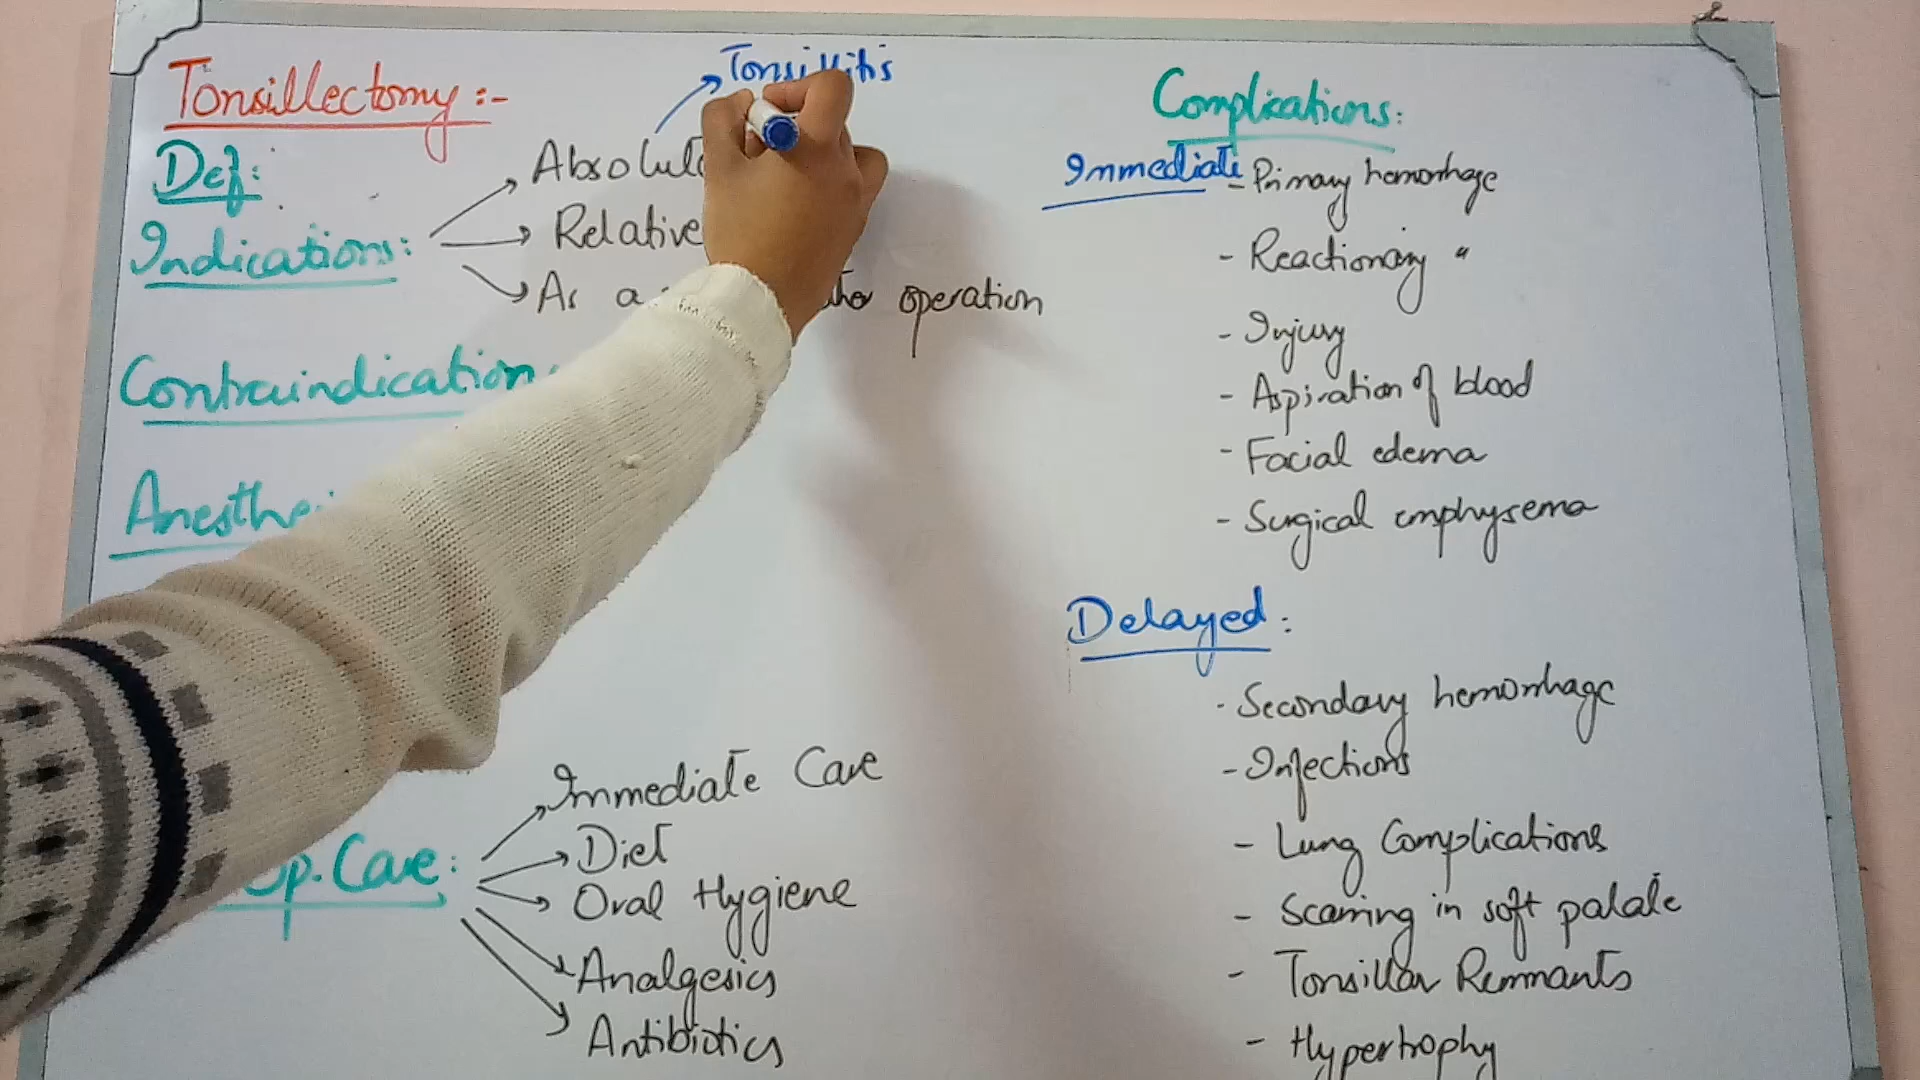 Tonsillectomy :-
Def:
Indications:
Tonsillitis
Absolute
Relative
As a operation
Contraindication
Anesthe
Op. Care:
Immediate Care
Diet
Oral Hygiene
Analgesics
Antibiotics
Complications:
Immediate - Primary hemorrhage
- Reactionary "
- Injury
- Aspiration of blood
- Facial edema
- Surgical emphysema
Delayed:
- Secondary hemorrhage
- Infections
- Lung Complications
- Scarring in soft palate
- Tonsillar Remnants
- Hypertrophy